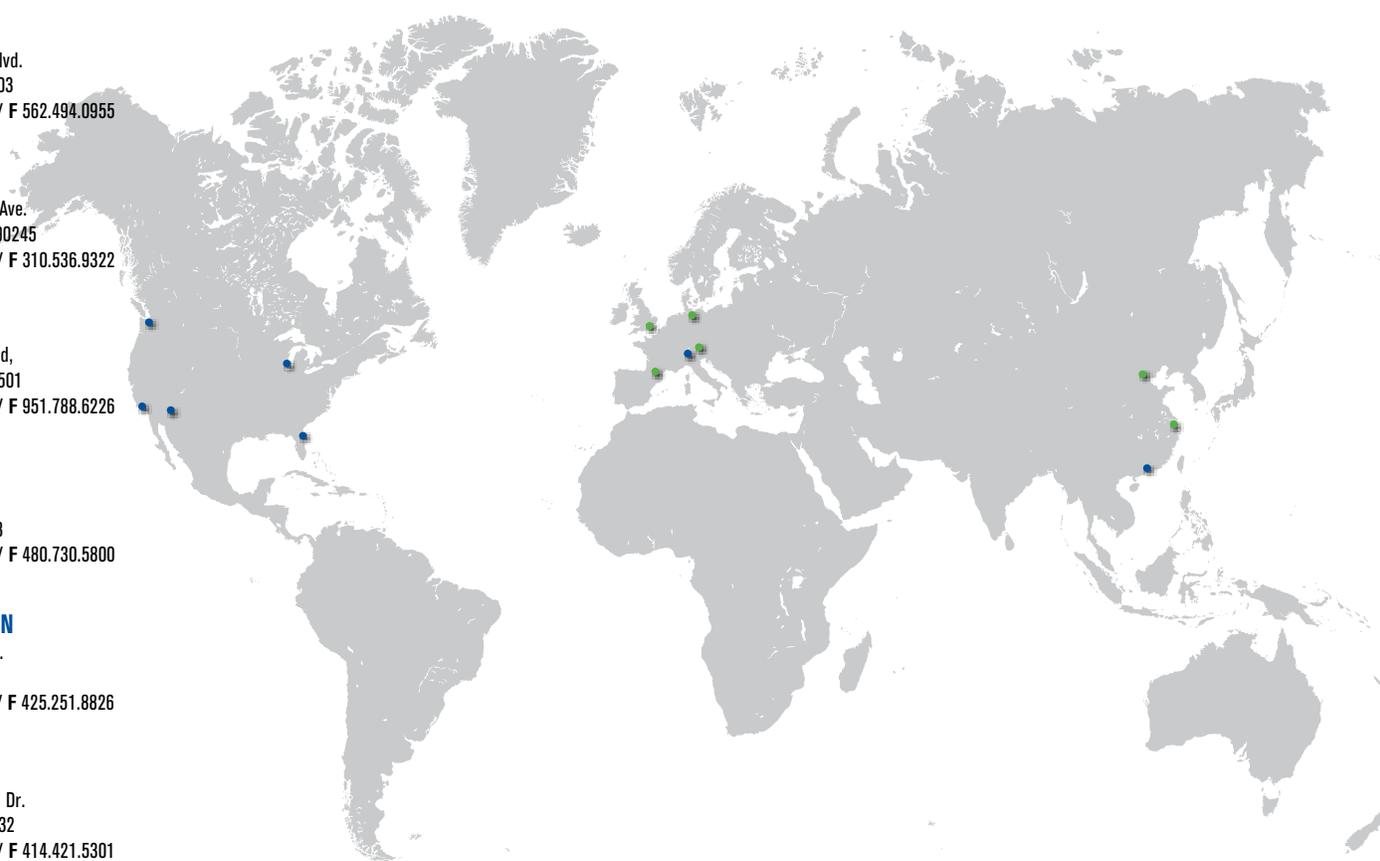 lvd.
03
/ F 562.494.0955
Ave.
90245
/ F 310.536.9322
d,
501
/ F 951.788.6226
3
/ F 480.730.5800
N
.
/ F 425.251.8826
Dr.
32
/ F 414.421.5301